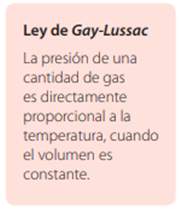 Ley de Gay-Lussac
La presión de una
cantidad de gas
es directamente
proporcional a la
temperatura, cuando
el volumen es
constante.